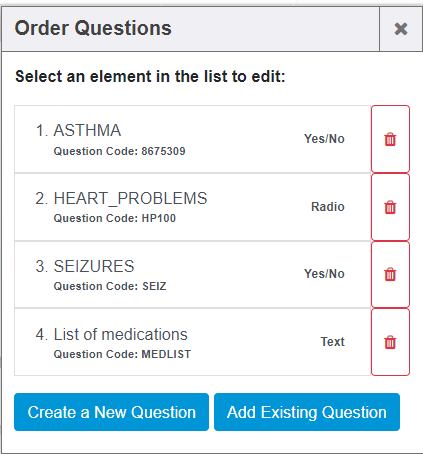 Order Questions
Select an element in the list to edit:
1. ASTHMA
Question Code: 8675309
Yes/No
2. HEART_PROBLEMS
Question Code: HP100
Radio
3. SEIZURES
Question Code: SEIZ
Yes/No
4. List of medications
Question Code: MEDLIST
Text
Create a New Question
Add Existing Question